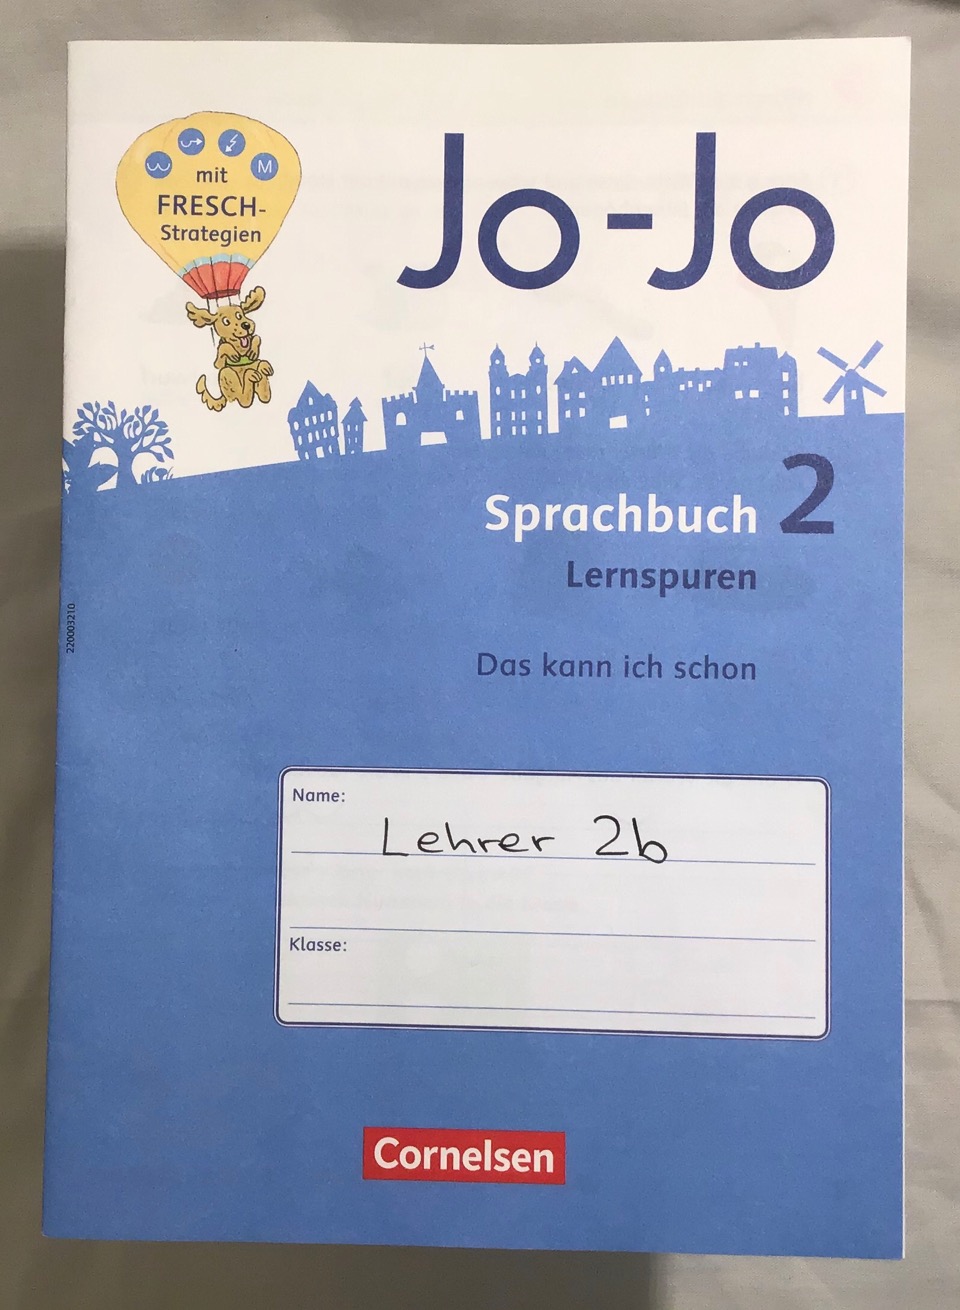 mit
FRESCH-
Strategien
M
Jo-Jo
Sprachbuch 2
Lernspuren
Das kann ich schon
220003210
Name:
Lehrer 2b
Klasse:
Cornelsen